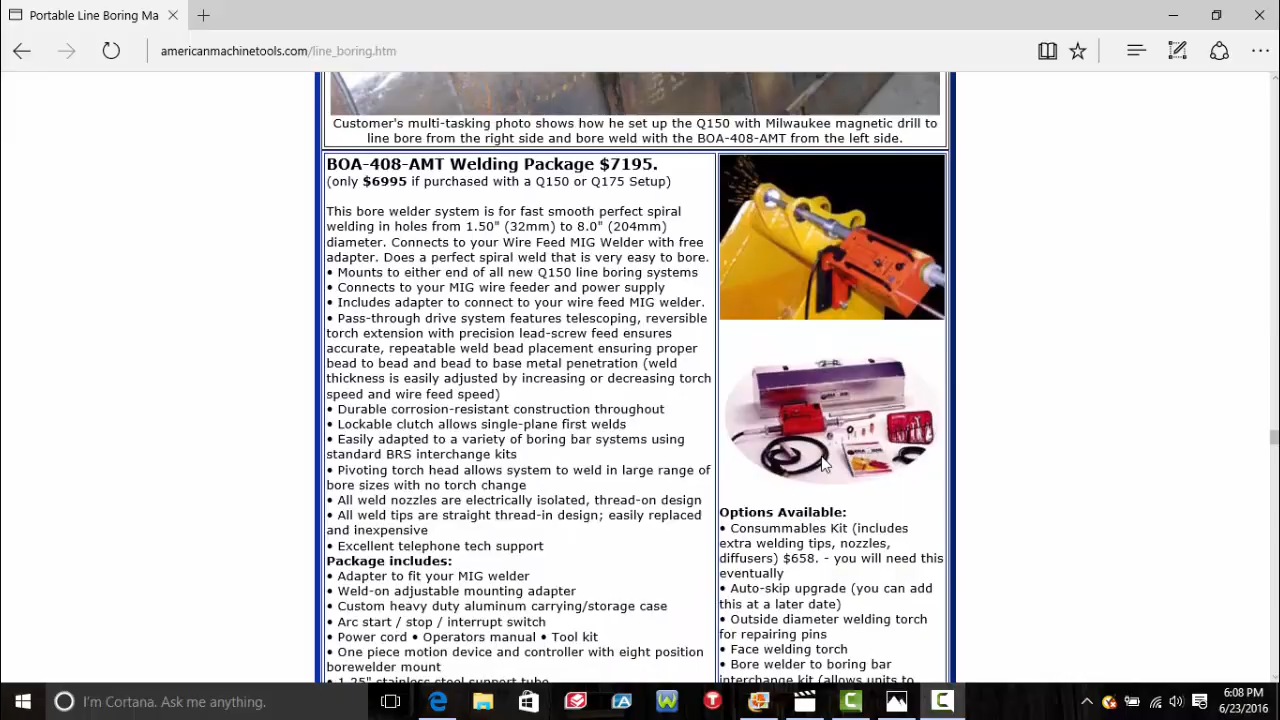 Portable Line Boring Ma
americanmachinetools.com/line_boring.htm
Customer's multi-tasking photo shows how he set up the Q150 with Milwaukee magnetic drill to
line bore from the right side and bore weld with the BOA-408-AMT from the left side.
BOA-408-AMT Welding Package $7195.
(only $6995 if purchased with a Q150 or Q175 Setup)
This bore welder system is for fast smooth perfect spiral
welding in holes from 1.50" (32mm) to 8.0" (204mm)
diameter. Connects to your Wire Feed MIG Welder with free
adapter. Does a perfect spiral weld that is very easy to bore.
• Mounts to either end of all new Q150 line boring systems
• Connects to your MIG wire feeder and power supply
• Includes adapter to connect to your wire feed MIG welder.
• Pass-through drive system features telescoping, reversible
torch extension with precision lead-screw feed ensures
accurate, repeatable weld bead placement ensuring proper
bead to bead and bead to base metal penetration (weld
thickness is easily adjusted by increasing or decreasing torch
speed and wire feed speed)
• Durable corrosion-resistant construction throughout
• Lockable clutch allows single-plane first welds
• Easily adapted to a variety of boring bar systems using
standard BRS interchange kits
• Pivoting torch head allows system to weld in large range of
bore sizes with no torch change
• All weld nozzles are electrically isolated, thread-on design
• All weld tips are straight thread-in design; easily replaced
and inexpensive
• Excellent telephone tech support
Package includes:
• Adapter to fit your MIG welder
• Weld-on adjustable mounting adapter
• Custom heavy duty aluminum carrying/storage case
• Arc start / stop / interrupt switch
• Power cord • Operators manual • Tool kit
• One piece motion device and controller with eight position
borewelder mount
• 1.25" stainless steel support tube
Options Available:
• Consummables Kit (includes
extra welding tips, nozzles,
diffusers) $658. - you will need this
eventually
• Auto-skip upgrade (you can add
this at a later date)
• Outside diameter welding torch
for repairing pins
• Face welding torch
• Bore welder to boring bar
interchange kit (allows units to
I'm Cortana. Ask me anything.
6:08 PM
6/23/2016